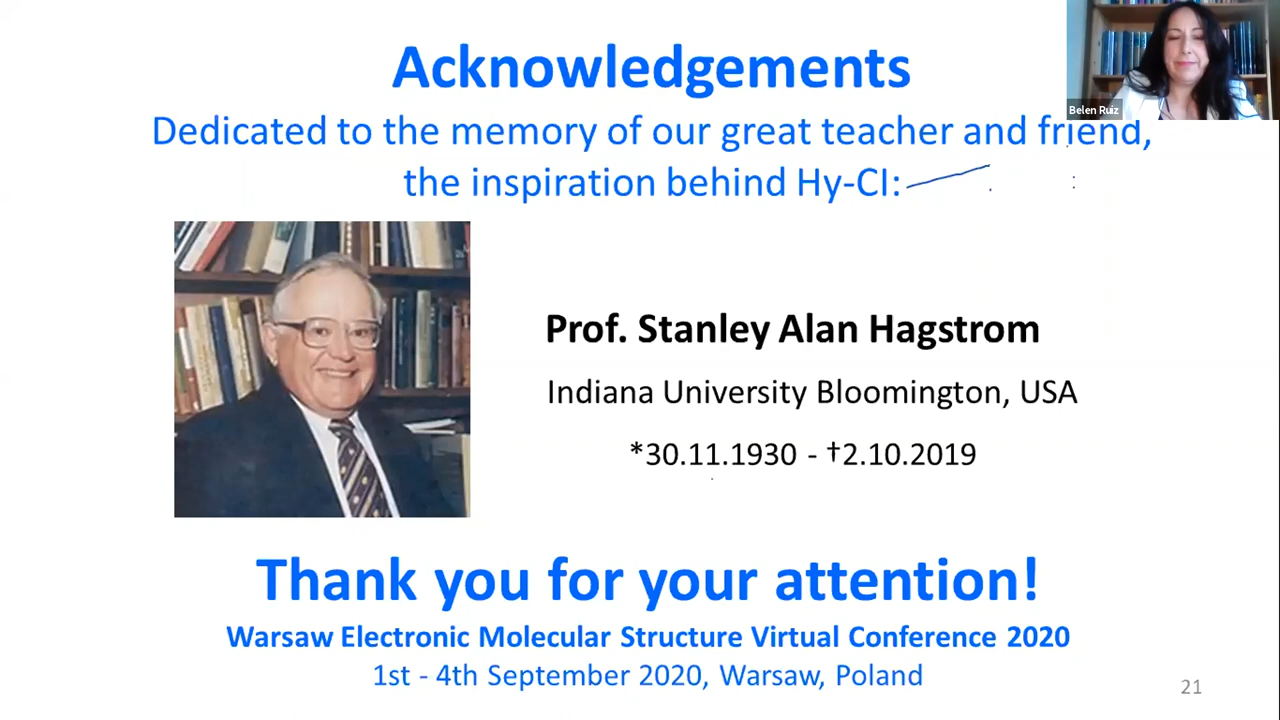 Acknowledgements
Belen Ruiz
Dedicated to the memory of our great teacher and friend,
the inspiration behind Hy-CI:
Prof. Stanley Alan Hagstrom
Indiana University Bloomington, USA
*30.11.1930 - †2.10.2019
Thank you for your attention!
Warsaw Electronic Molecular Structure Virtual Conference 2020
1st - 4th September 2020, Warsaw, Poland
21